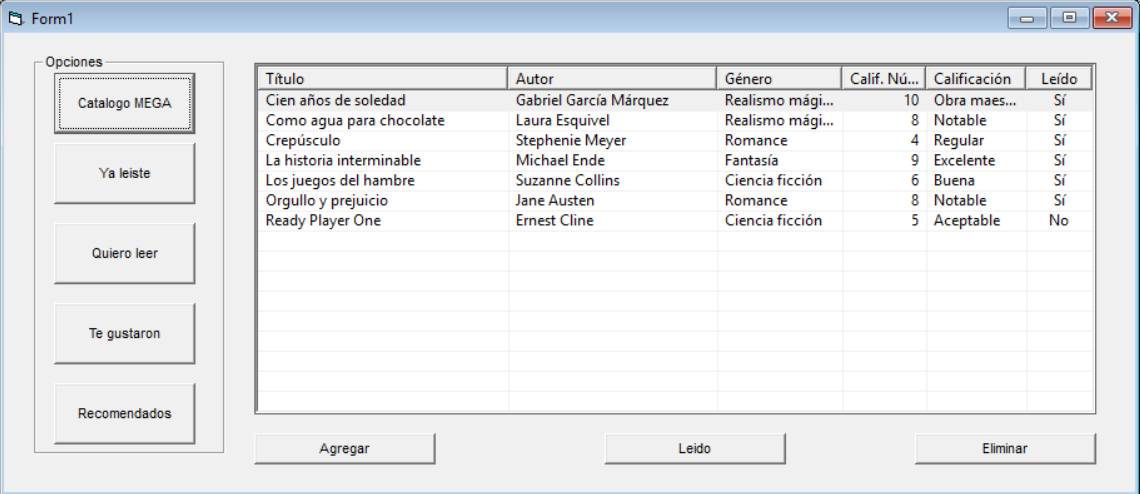 Form1
Opciones
Catalogo MEGA
Ya leiste
Quiero leer
Te gustaron
Recomendados
Título Autor Género Calif. Nú... Calificación Leído
Cien años de soledad Gabriel García Márquez Realismo mági... 10 Obra maes... Sí
Como agua para chocolate Laura Esquivel Realismo mági... 8 Notable Sí
Crepúsculo Stephenie Meyer Romance 4 Regular Sí
La historia interminable Michael Ende Fantasía 9 Excelente Sí
Los juegos del hambre Suzanne Collins Ciencia ficción 6 Buena Sí
Orgullo y prejuicio Jane Austen Romance 8 Notable Sí
Ready Player One Ernest Cline Ciencia ficción 5 Aceptable No
Agregar Leido Eliminar